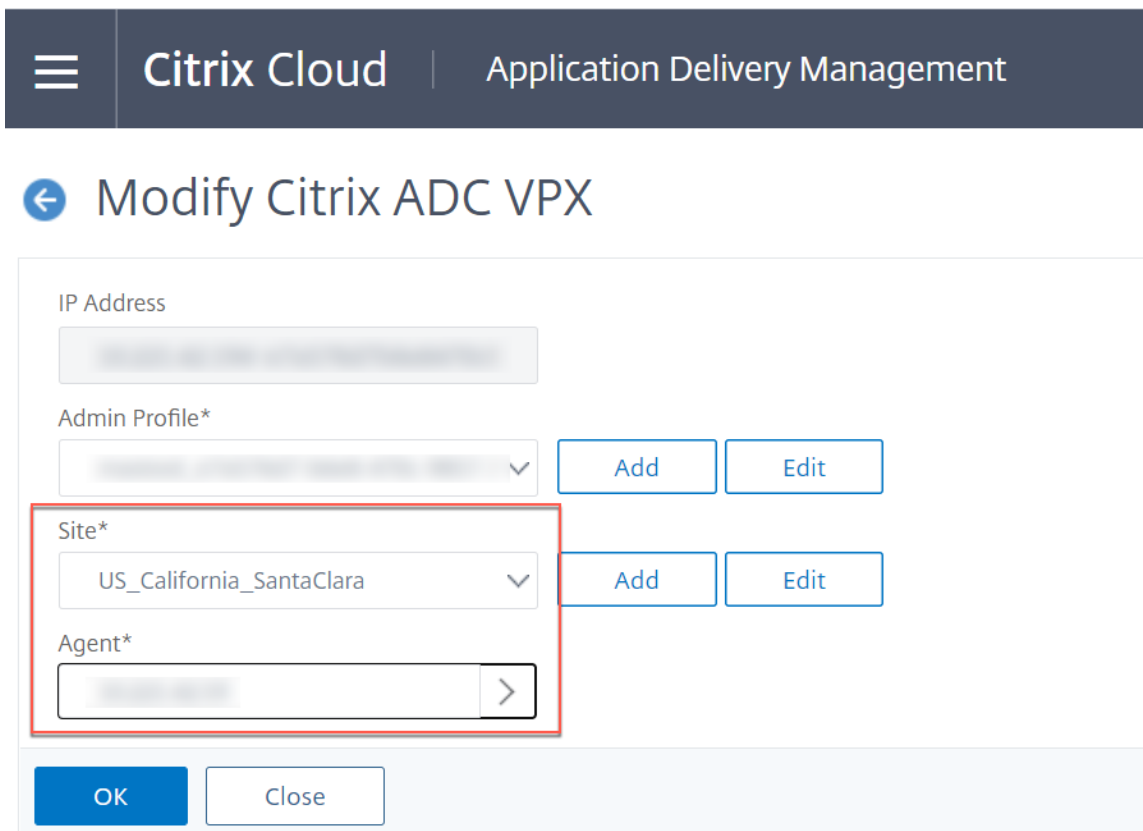 Citrix Cloud Application Delivery Management
Modify Citrix ADC VPX
IP Address
Admin Profile*
Add Edit
Site*
US_California_SantaClara Add Edit
Agent*
OK Close